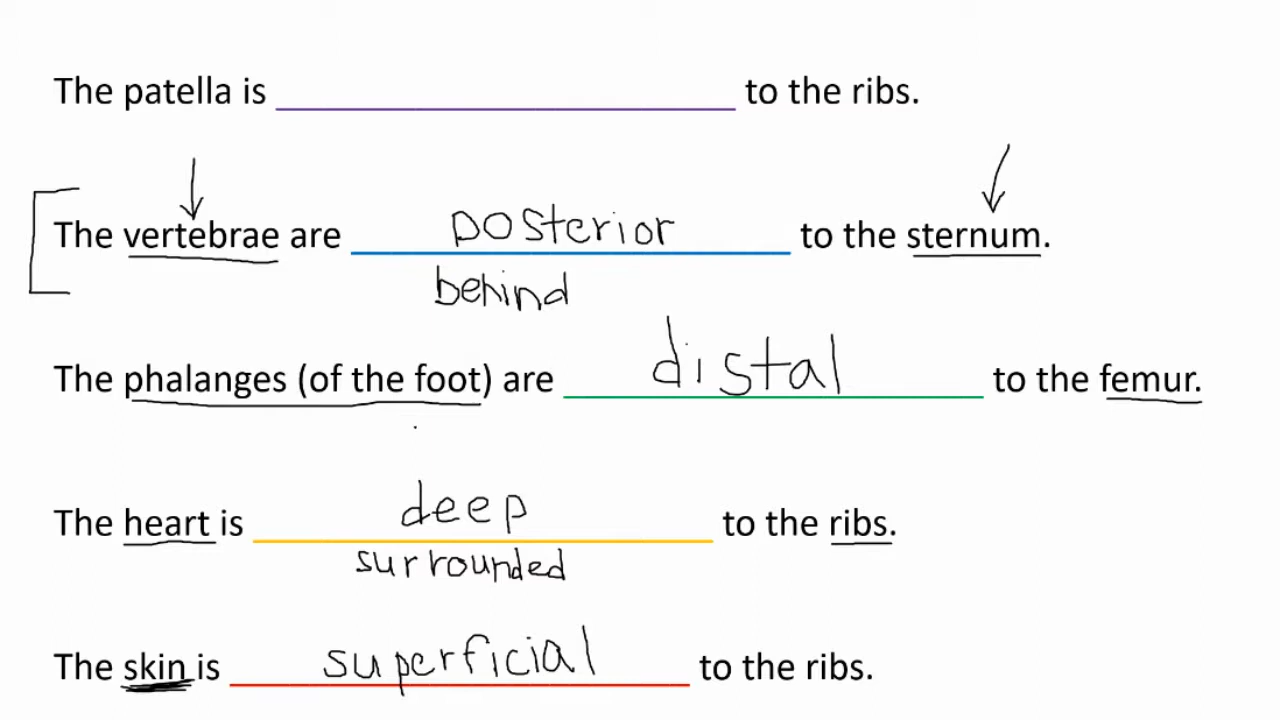 The patella is ______ to the ribs.
The vertebrae are posterior to the sternum.
behind
The phalanges (of the foot) are distal to the femur.
The heart is deep to the ribs.
surrounded
The skin is superficial to the ribs.